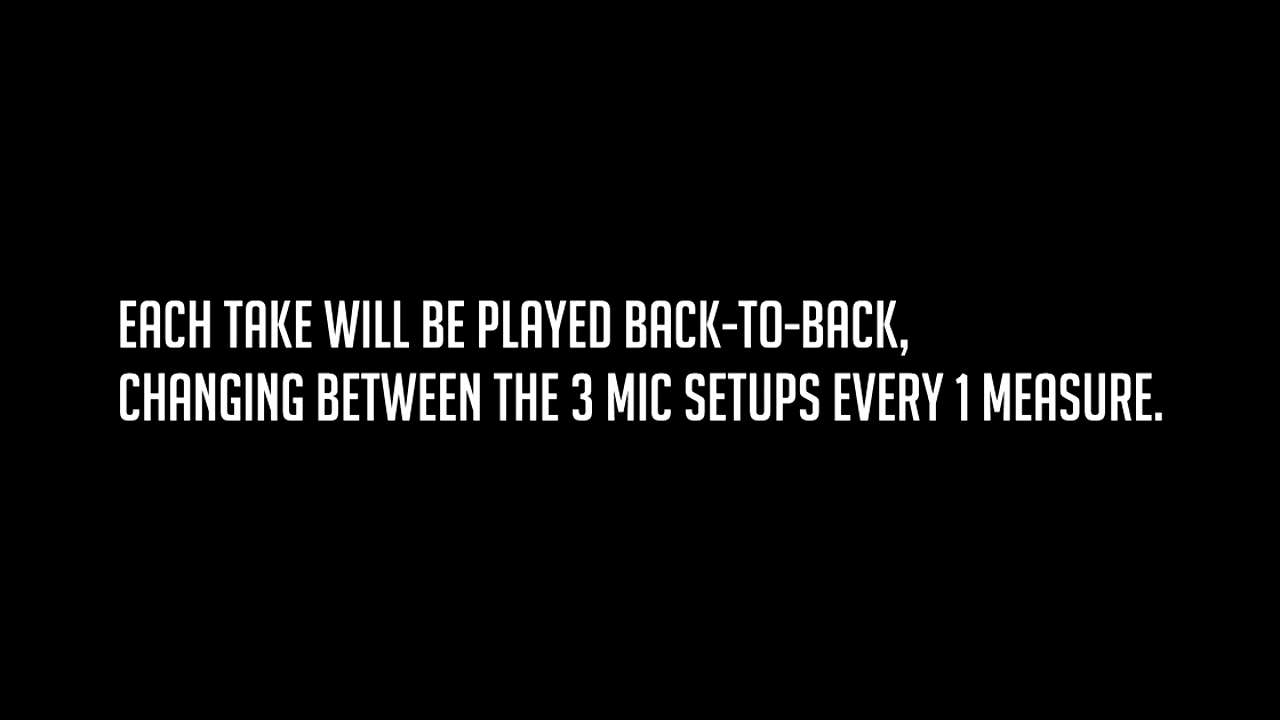 EACH TAKE WILL BE PLAYED BACK-TO-BACK,
CHANGING BETWEEN THE 3 MIC SETUPS EVERY 1 MEASURE.